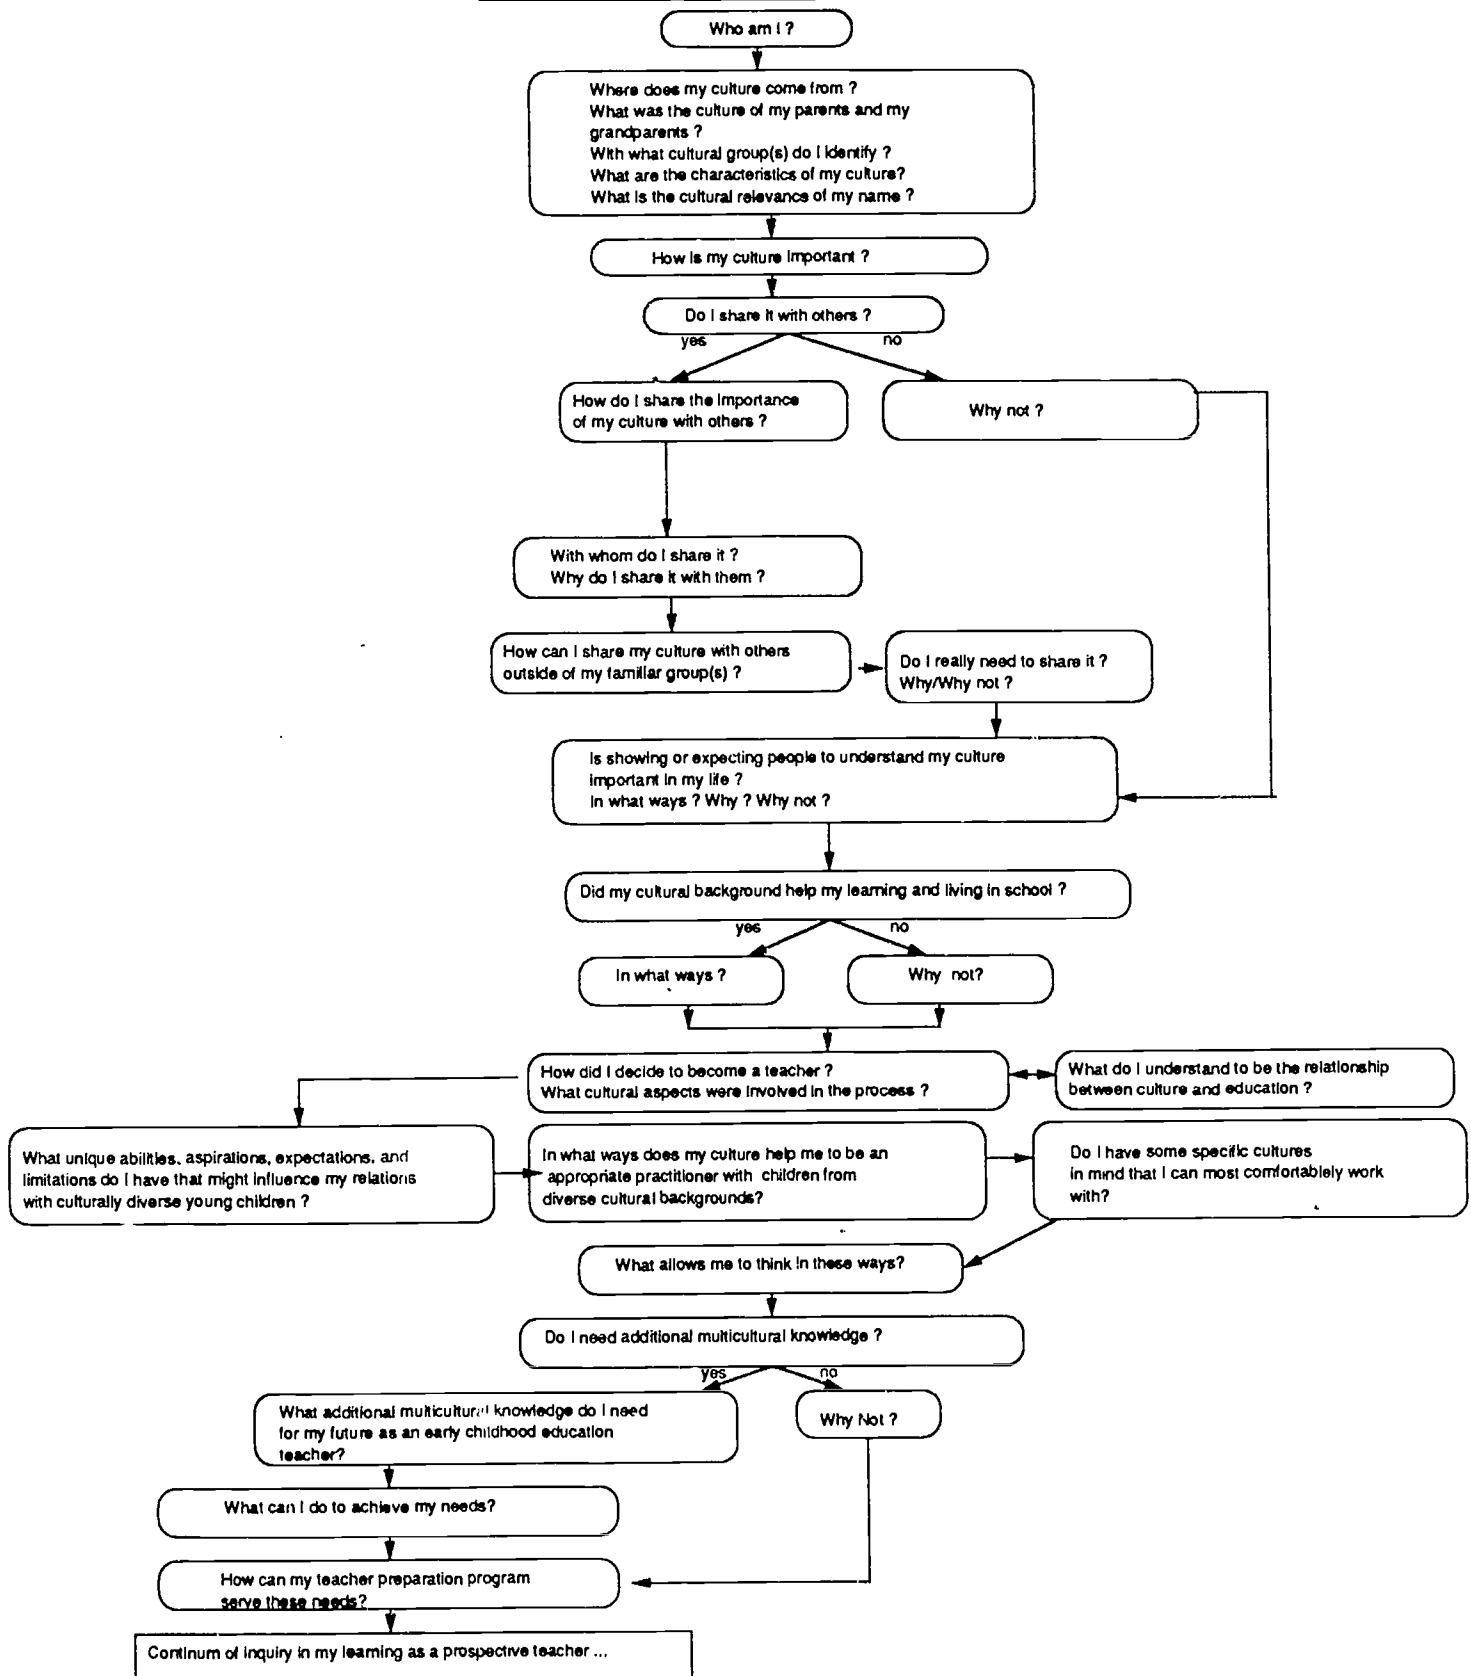 Who am I ?
Where does my culture come from ?
What was the culture of my parents and my
grandparents ?
With what cultural group(s) do I identify ?
What are the characteristics of my culture?
What is the cultural relevance of my name ?
How is my culture important ?
Do I share it with others ?
yes
no
How do I share the importance
of my culture with others ?
Why not ?
With whom do I share it ?
Why do I share it with them ?
How can I share my culture with others
outside of my familiar group(s) ?
Do I really need to share it ?
Why/Why not ?
Is showing or expecting people to understand my culture
important in my life ?
In what ways ? Why ? Why not ?
Did my cultural background help my learning and living in school ?
yes
no
In what ways ?
Why not?
How did I decide to become a teacher ?
What cultural aspects were involved in the process ?
What do I understand to be the relationship
between culture and education ?
What unique abilities, aspirations, expectations, and
limitations do I have that might influence my relations
with culturally diverse young children ?
In what ways does my culture help me to be an
appropriate practitioner with children from
diverse cultural backgrounds?
Do I have some specific cultures
in mind that I can most comfortablely work
with?
What allows me to think in these ways?
Do I need additional multicultural knowledge ?
yes
no
What additional multicultural knowledge do I need
for my future as an early childhood education
teacher?
Why Not ?
What can I do to achieve my needs?
How can my teacher preparation program
serve these needs?
Continum of inquiry in my learning as a prospective teacher ...